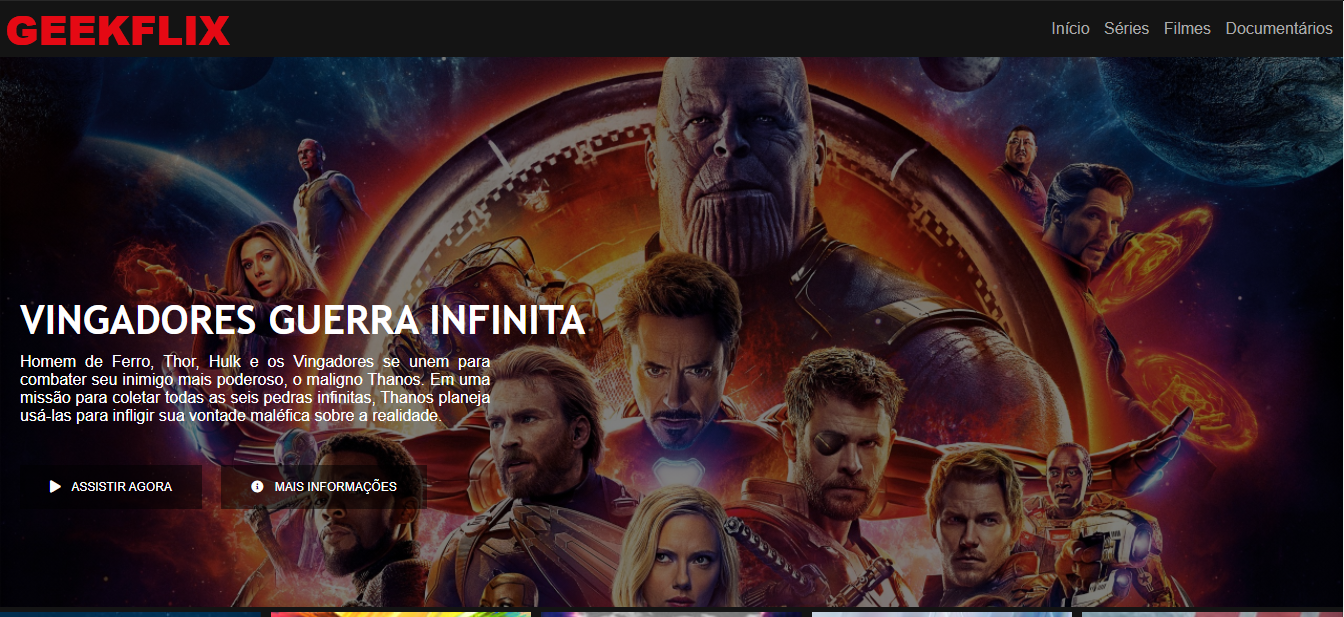 GEEKFLIX
Início Séries Filmes Documentários
VINGADORES GUERRA INFINITA
Homem de Ferro, Thor, Hulk e os Vingadores se unem para
combater seu inimigo mais poderoso, o maligno Thanos. Em uma
missão para coletar todas as seis pedras infinitas, Thanos planeja
usá-las para infligir sua vontade maléfica sobre a realidade.
ASSISTIR AGORA
MAIS INFORMAÇÕES